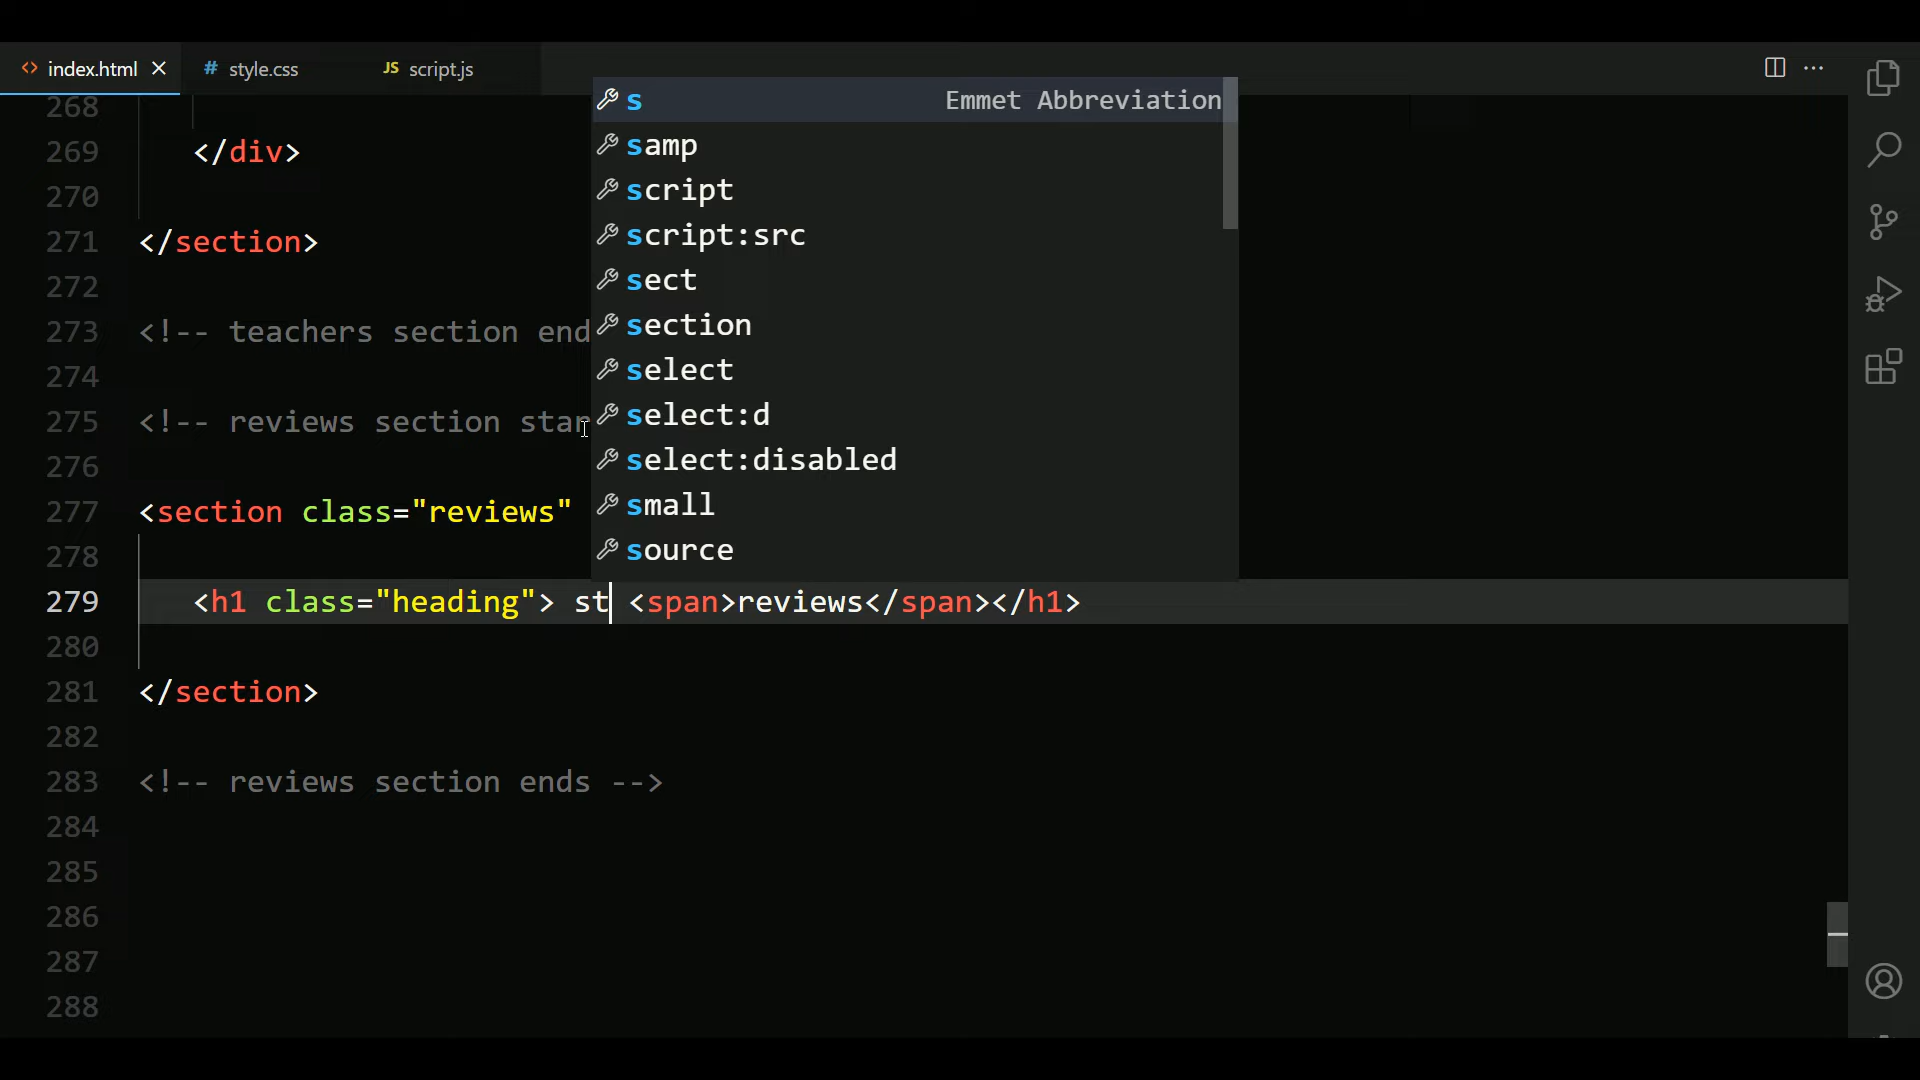 <> index.html × # style.css JS script.js
s Emmet Abbreviation
samp
script
script:src
sect
section
select
select:d
select:disabled
small
source
268
269 </div>
270
271 </section>
272
273 <!-- teachers section end
274
275 <!-- reviews section
276
277 <section class="reviews"
278
279 <h1 class="heading"> st <span>reviews</span></h1>
280
281 </section>
282
283 <!-- reviews section ends -->
284
285
286
287
288